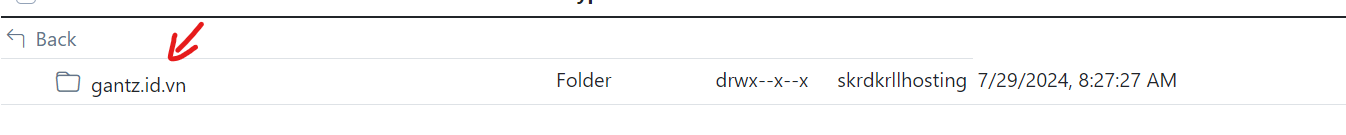 Back
gantz.id.vn Folder drwx--x--x skrdkrllhosting 7/29/2024, 8:27:27 AM